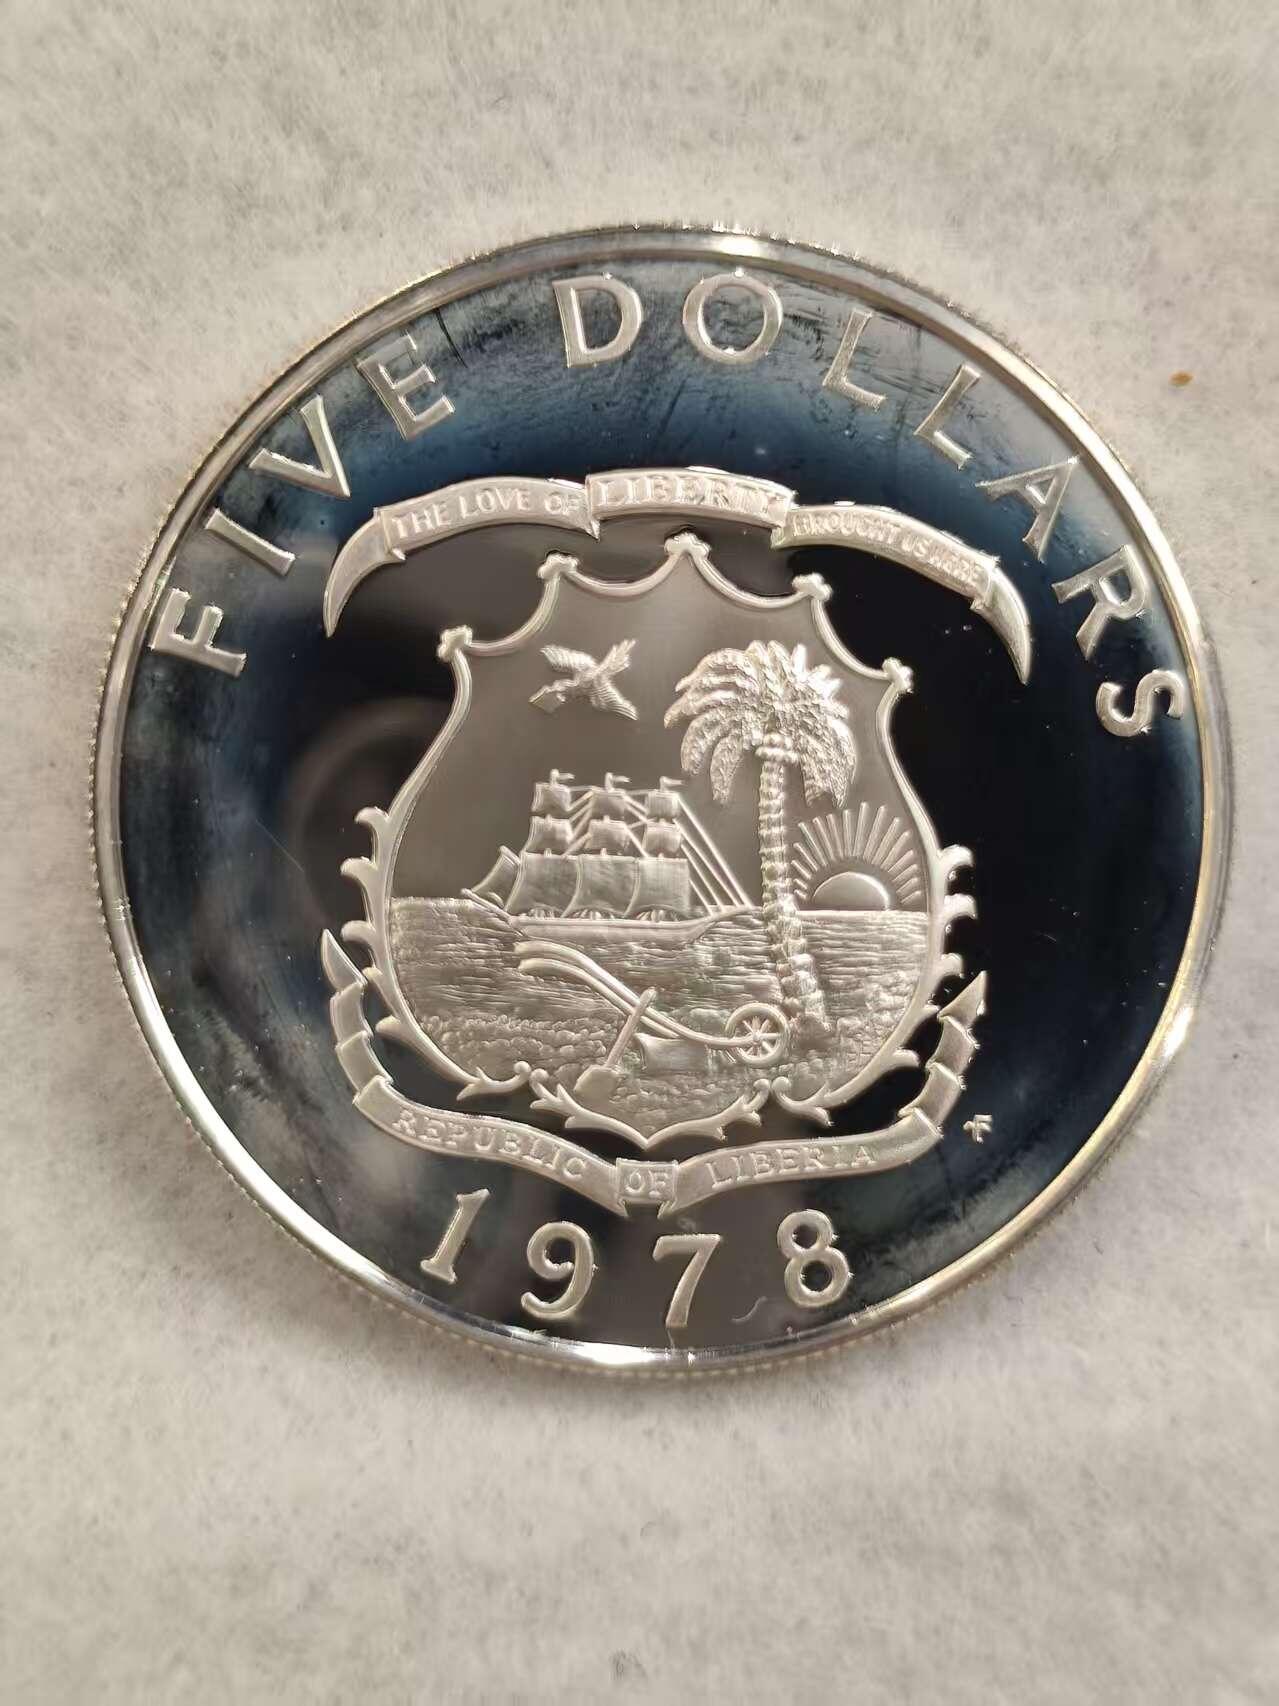 FIVE DOLLARS
THE LOVE OF LIBERTY BROUGHT US HERE
REPUBLIC OF LIBERIA
1978